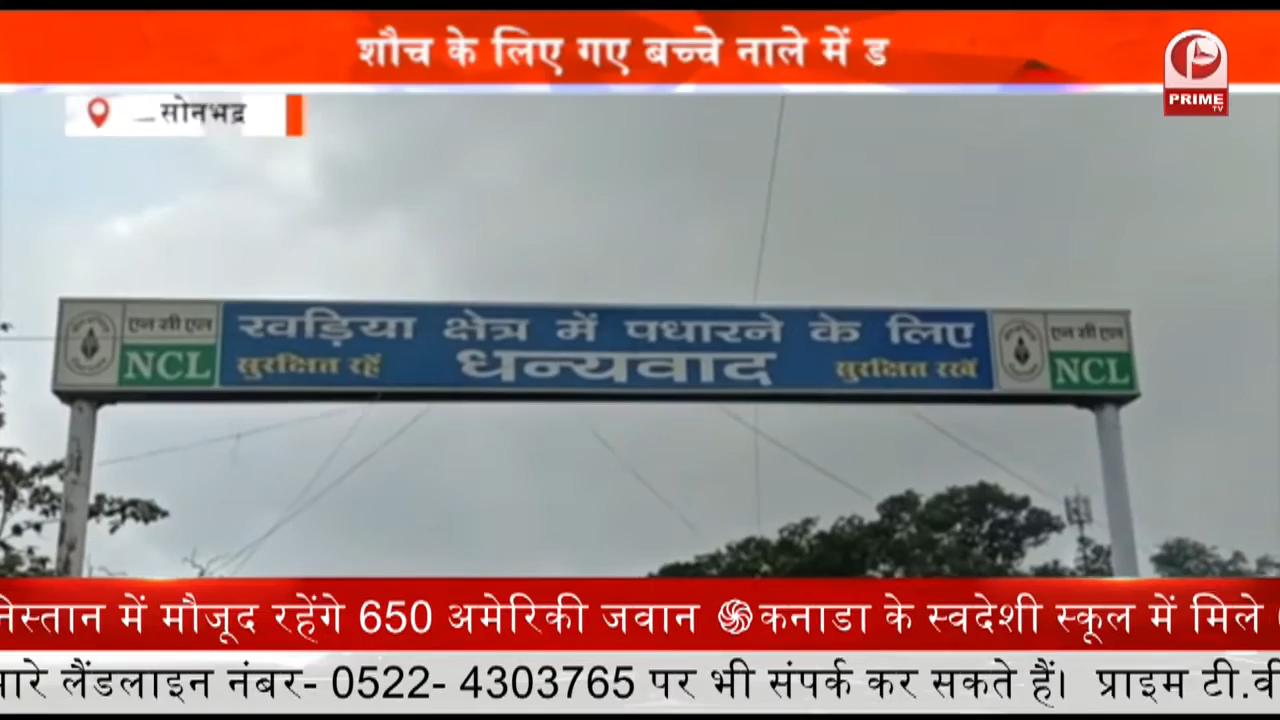 शौच के लिए गए बच्चे नाले में ड
PRIME
TV
सोनभद्र
एन सी एल
NCL
खड़िया क्षेत्र में पधारने के लिए
सुरक्षित रहें धन्यवाद सुरक्षित रखें
एन सी एल
NCL
निस्तान में मौजूद रहेंगे 650 अमेरिकी जवान कनाडा के स्वदेशी स्कूल में मिले
मारे लैंडलाइन नंबर- 0522- 4303765 पर भी संपर्क कर सकते हैं। प्राइम टी.वी